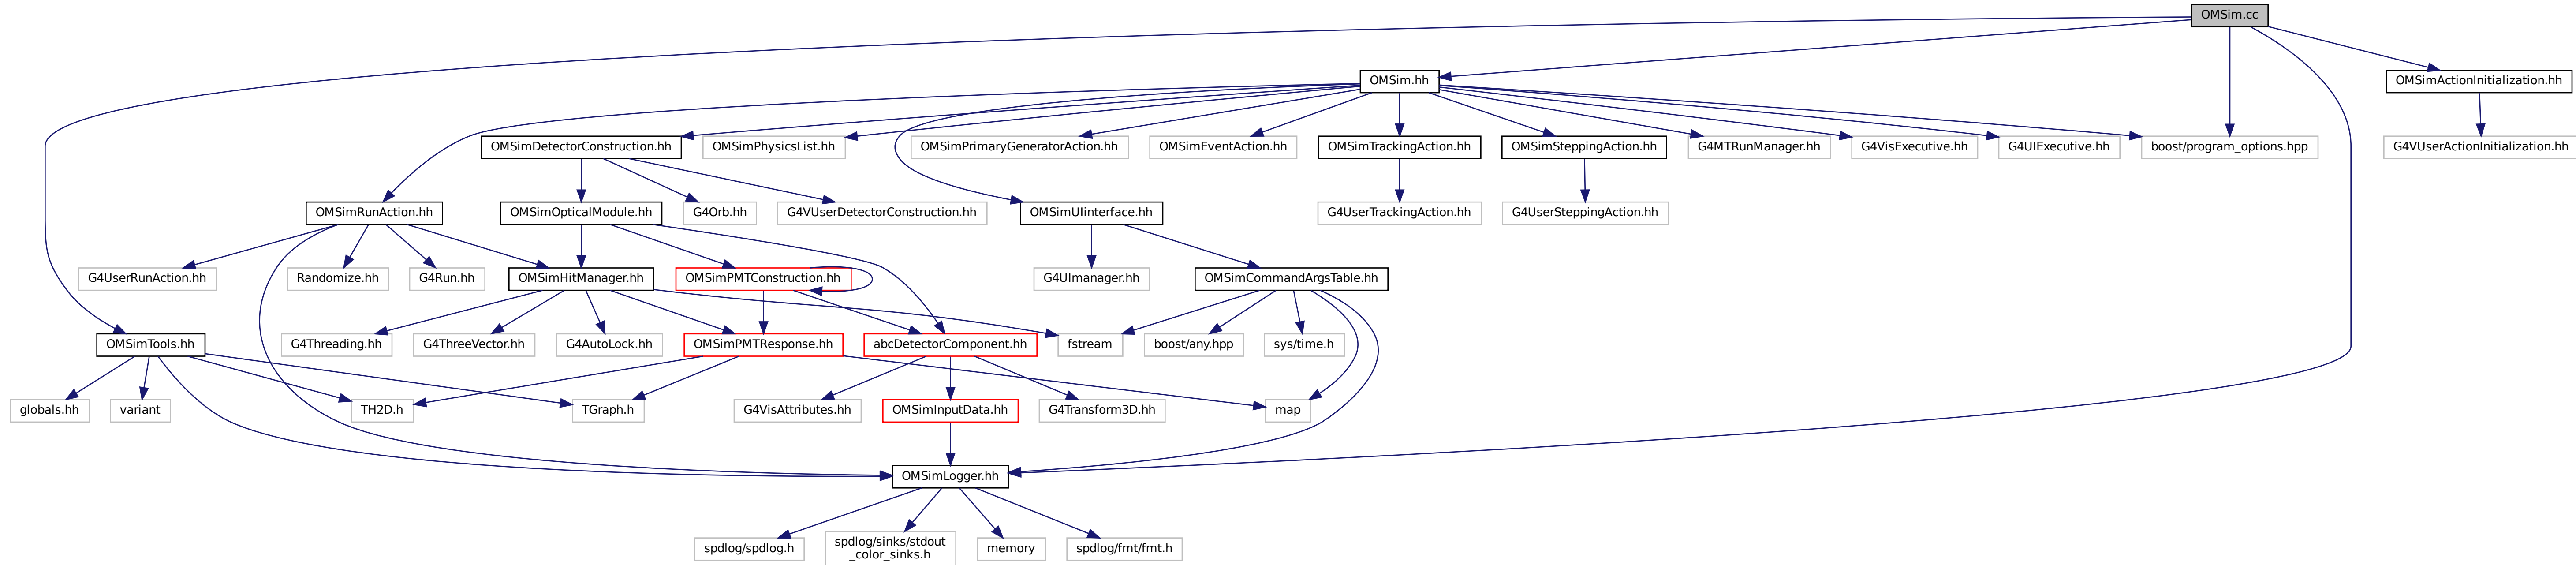 OMSim.cc
OMSim.hh
OMSimActionInitialization.hh
OMSimDetectorConstruction.hh
OMSimPhysicsList.hh
OMSimPrimaryGeneratorAction.hh
OMSimEventAction.hh
OMSimTrackingAction.hh
OMSimSteppingAction.hh
G4MTRunManager.hh
G4VisExecutive.hh
G4UIExecutive.hh
boost/program_options.hpp
G4VUserActionInitialization.hh
OMSimRunAction.hh
OMSimOpticalModule.hh
G4Orb.hh
G4VUserDetectorConstruction.hh
OMSimUIinterface.hh
G4UserTrackingAction.hh
G4UserSteppingAction.hh
G4UserRunAction.hh
Randomize.hh
G4Run.hh
OMSimHitManager.hh
OMSimPMTConstruction.hh
G4UImanager.hh
OMSimCommandArgsTable.hh
OMSimTools.hh
G4Threading.hh
G4ThreeVector.hh
G4AutoLock.hh
OMSimPMTResponse.hh
abcDetectorComponent.hh
fstream
boost/any.hpp
sys/time.h
globals.hh
variant
TH2D.h
TGraph.h
G4VisAttributes.hh
OMSimInputData.hh
G4Transform3D.hh
map
OMSimLogger.hh
spdlog/spdlog.h
spdlog/sinks/stdout
_color_sinks.h
memory
spdlog/fmt/fmt.h